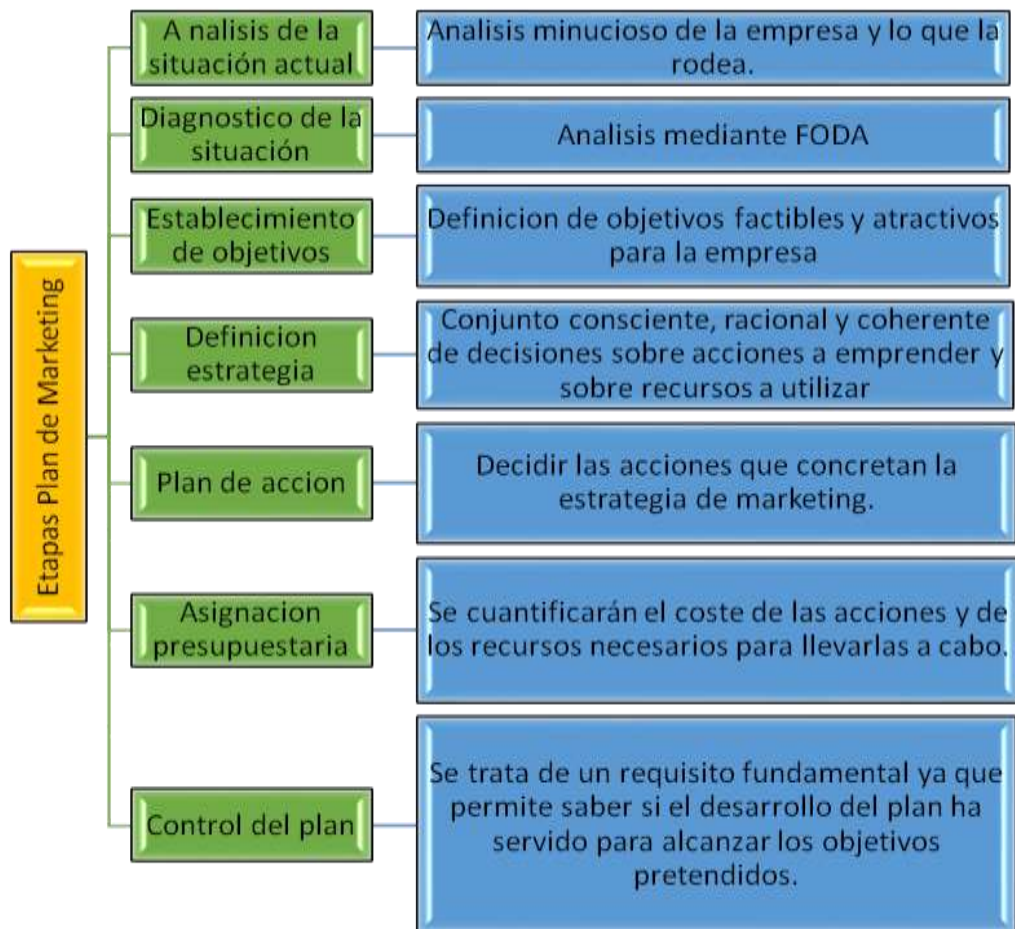 Etapas Plan de Marketing
A nalisis de la
situación actual
Analisis minucioso de la empresa y lo que la
rodea.
Diagnostico de la
situación
Analisis mediante FODA
Establecimiento
de objetivos
Definicion de objetivos factibles y atractivos
para la empresa
Definicion
estrategia
Conjunto consciente, racional y coherente
de decisiones sobre acciones a emprender y
sobre recursos a utilizar
Plan de accion
Decidir las acciones que concretan la
estrategia de marketing.
Asignacion
presupuestaria
Se cuantificarán el coste de las acciones y de
los recursos necesarios para llevarlas a cabo.
Control del plan
Se trata de un requisito fundamental ya que
permite saber si el desarrollo del plan ha
servido para alcanzar los objetivos
pretendidos.